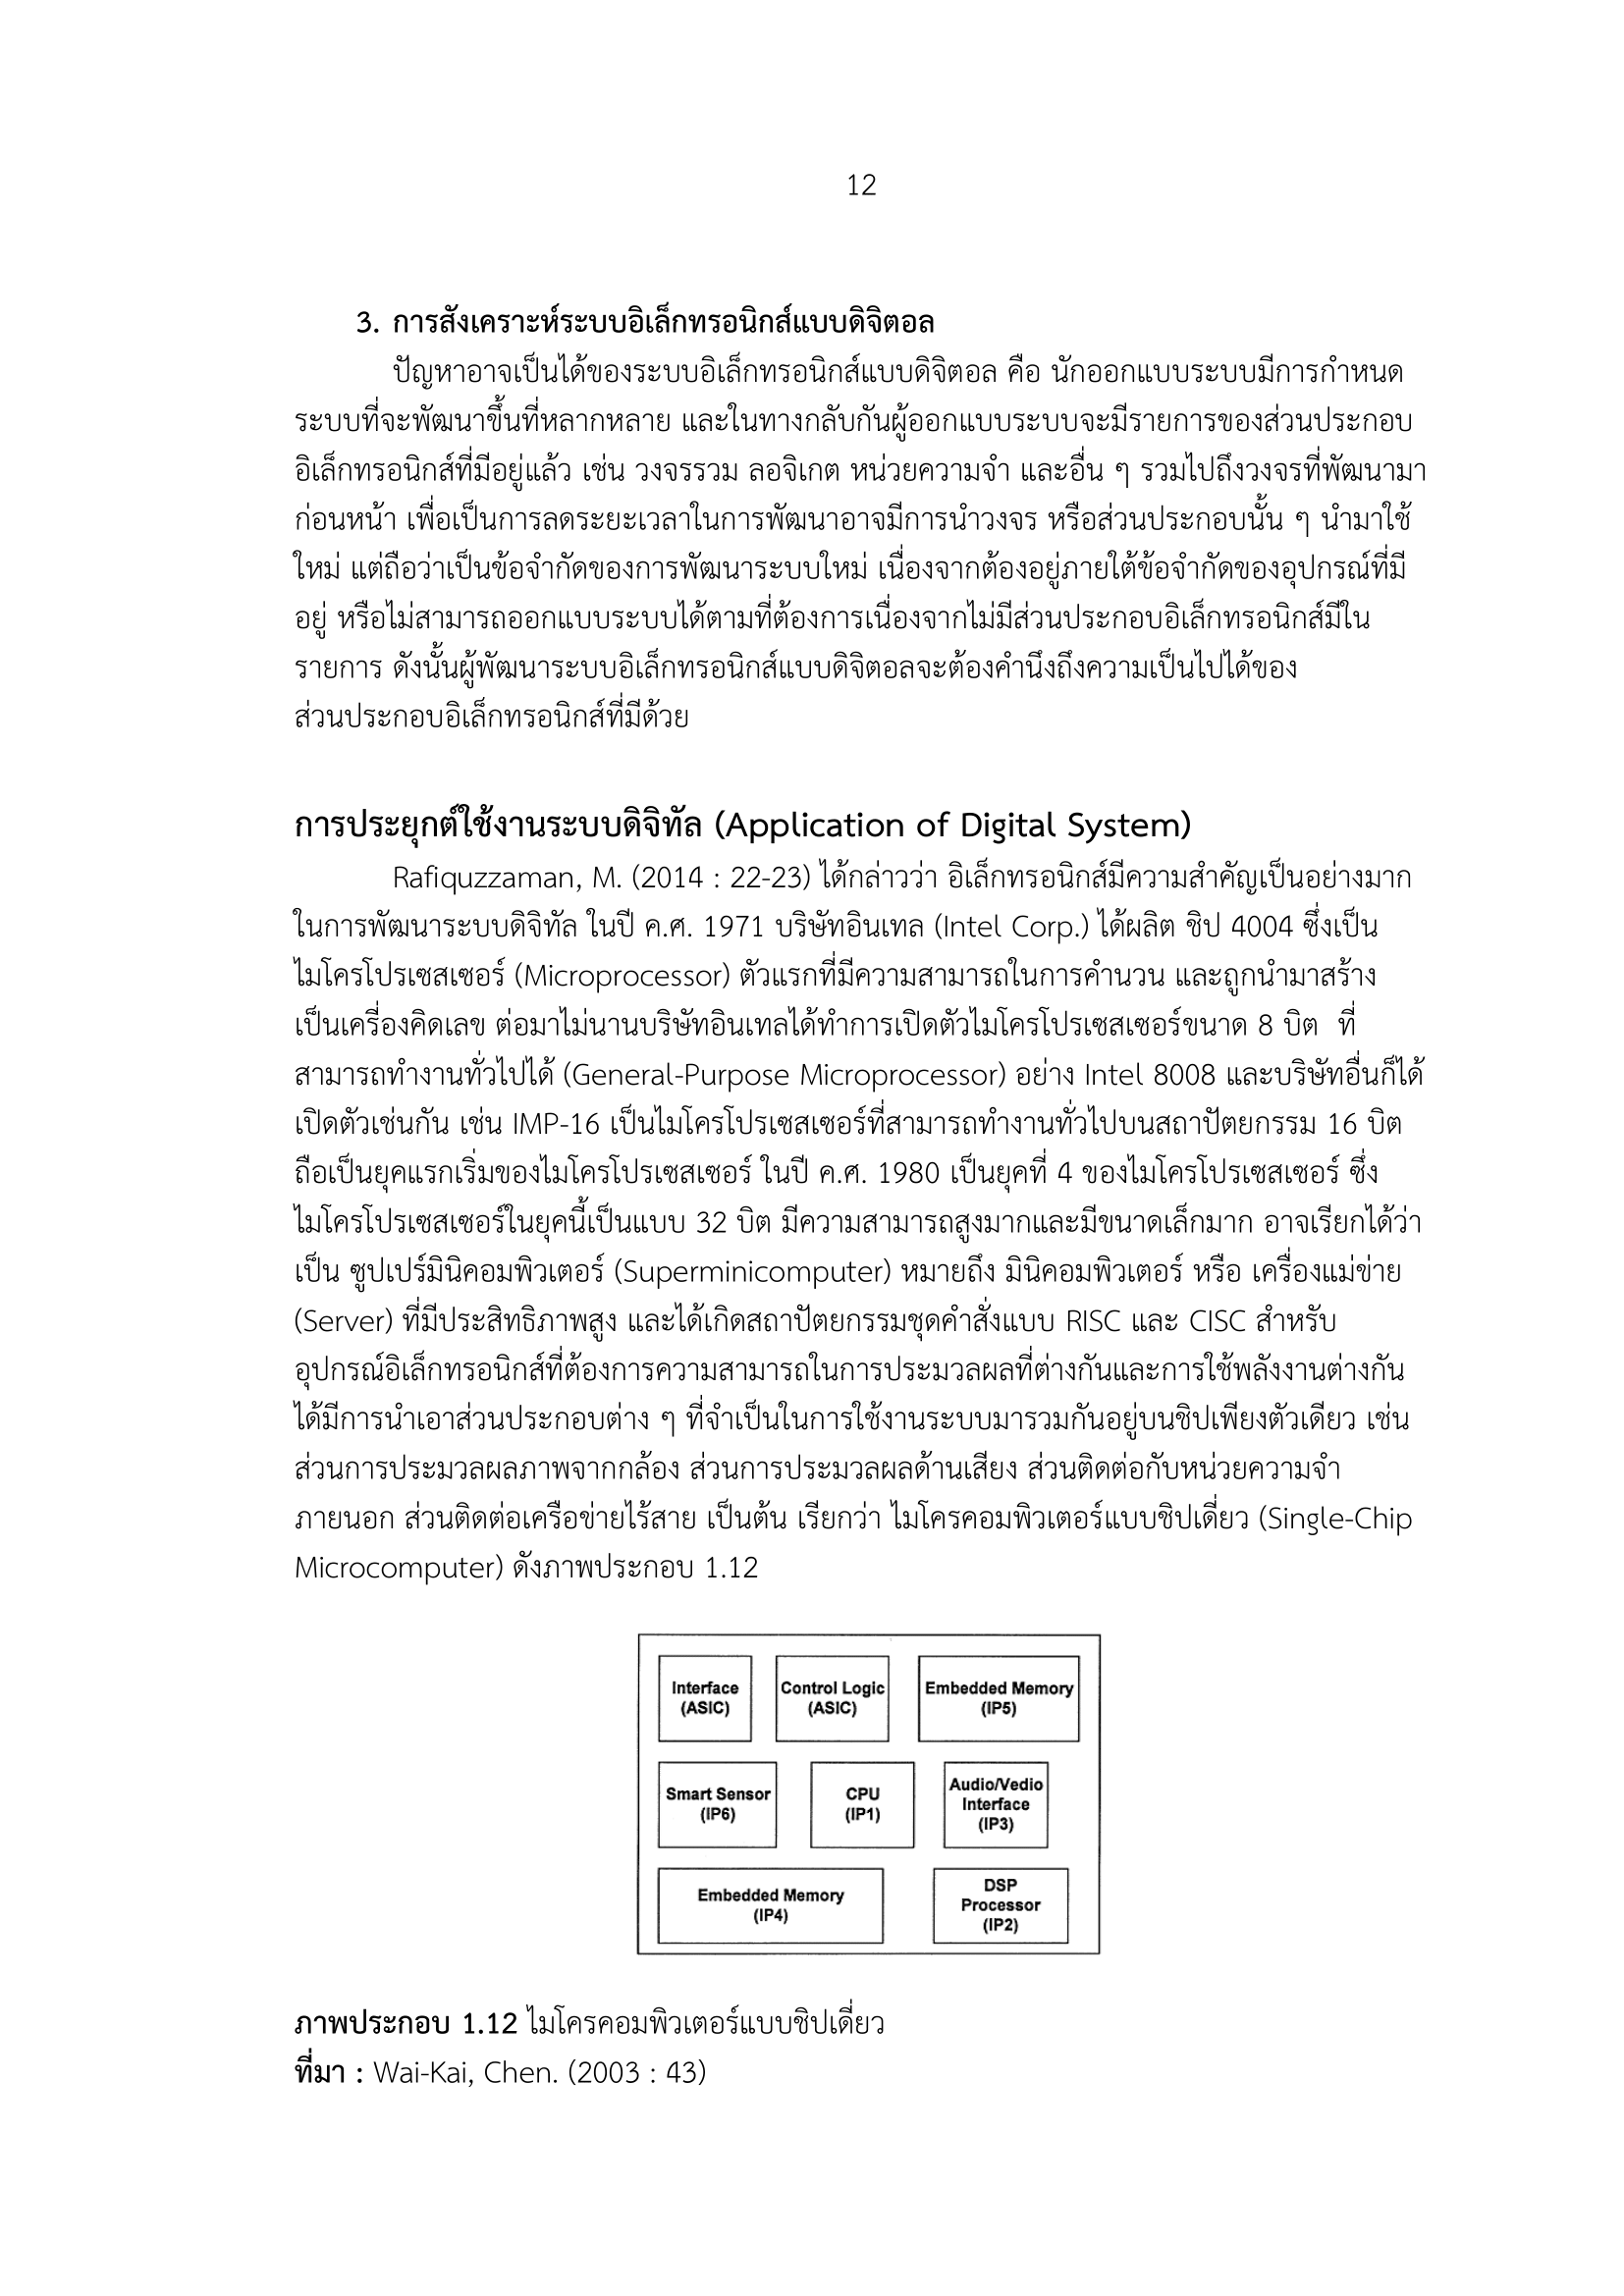 12
3. การสังเคราะห์ระบบอิเล็กทรอนิกส์แบบดิจิตอล
ปัญหาอาจเป็นได้ของระบบอิเล็กทรอนิกส์แบบดิจิตอล คือ นักออกแบบระบบมีการกำหนด
ระบบที่จะพัฒนาขึ้นที่หลากหลาย และในทางกลับกันผู้ออกแบบระบบจะมีรายการของส่วนประกอบ
อิเล็กทรอนิกส์ที่มีอยู่แล้ว เช่น วงจรรวม ลอจิเกต หน่วยความจำ และอื่น ๆ รวมไปถึงวงจรที่พัฒนามา
ก่อนหน้า เพื่อเป็นการลดระยะเวลาในการพัฒนาอาจมีการนำวงจร หรือส่วนประกอบนั้น ๆ นำมาใช้
ใหม่ แต่ถือว่าเป็นข้อจำกัดของการพัฒนาระบบใหม่ เนื่องจากต้องอยู่ภายใต้ข้อจำกัดของอุปกรณ์ที่มี
อยู่ หรือไม่สามารถออกแบบระบบได้ตามที่ต้องการเนื่องจากไม่มีส่วนประกอบอิเล็กทรอนิกส์มีใน
รายการ ดังนั้นผู้พัฒนาระบบอิเล็กทรอนิกส์แบบดิจิตอลจะต้องคำนึงถึงความเป็นไปได้ของ
ส่วนประกอบอิเล็กทรอนิกส์ที่มีด้วย
การประยุกต์ใช้งานระบบดิจิทัล (Application of Digital System)
Rafiquzzaman, M. (2014 : 22-23) ได้กล่าวว่า อิเล็กทรอนิกส์มีความสำคัญเป็นอย่างมาก
ในการพัฒนาระบบดิจิทัล ในปี ค.ศ. 1971 บริษัทอินเทล (Intel Corp.) ได้ผลิต ชิป 4004 ซึ่งเป็น
ไมโครโปรเซสเซอร์ (Microprocessor) ตัวแรกที่มีความสามารถในการคำนวน และถูกนำมาสร้าง
เป็นเครื่องคิดเลข ต่อมาไม่นานบริษัทอินเทลได้ทำการเปิดตัวไมโครโปรเซสเซอร์ขนาด 8 บิต ที่
สามารถทำงานทั่วไปได้ (General-Purpose Microprocessor) อย่าง Intel 8008 และบริษัทอื่นก็ได้
เปิดตัวเช่นกัน เช่น IMP-16 เป็นไมโครโปรเซสเซอร์ที่สามารถทำงานทั่วไปบนสถาปัตยกรรม 16 บิต
ถือเป็นยุคแรกเริ่มของไมโครโปรเซสเซอร์ ในปี ค.ศ. 1980 เป็นยุคที่ 4 ของไมโครโปรเซสเซอร์ ซึ่ง
ไมโครโปรเซสเซอร์ในยุคนี้เป็นแบบ 32 บิต มีความสามารถสูงมากและมีขนาดเล็กมาก อาจเรียกได้ว่า
เป็น ซูปเปร์มินิคอมพิวเตอร์ (Superminicomputer) หมายถึง มินิคอมพิวเตอร์ หรือ เครื่องแม่ข่าย
(Server) ที่มีประสิทธิภาพสูง และได้เกิดสถาปัตยกรรมชุดคำสั่งแบบ RISC และ CISC สำหรับ
อุปกรณ์อิเล็กทรอนิกส์ที่ต้องการความสามารถในการประมวลผลที่ต่างกันและการใช้พลังงานต่างกัน
ได้มีการนำเอาส่วนประกอบต่าง ๆ ที่จำเป็นในการใช้งานระบบมารวมกันอยู่บนชิปเพียงตัวเดียว เช่น
ส่วนการประมวลผลภาพจากกล้อง ส่วนการประมวลผลด้านเสียง ส่วนติดต่อกับหน่วยความจำ
ภายนอก ส่วนติดต่อเครือข่ายไร้สาย เป็นต้น เรียกว่า ไมโครคอมพิวเตอร์แบบชิปเดี่ยว (Single-Chip
Microcomputer) ดังภาพประกอบ 1.12
Interface
(ASIC)
Control Logic
(ASIC)
Embedded Memory
(IP5)
Smart Sensor
(IP6)
CPU
(IP1)
Audio/Vedio
Interface
(IP3)
Embedded Memory
(IP4)
DSP
Processor
(IP2)
ภาพประกอบ 1.12 ไมโครคอมพิวเตอร์แบบชิปเดี่ยว
ที่มา : Wai-Kai, Chen. (2003 : 43)